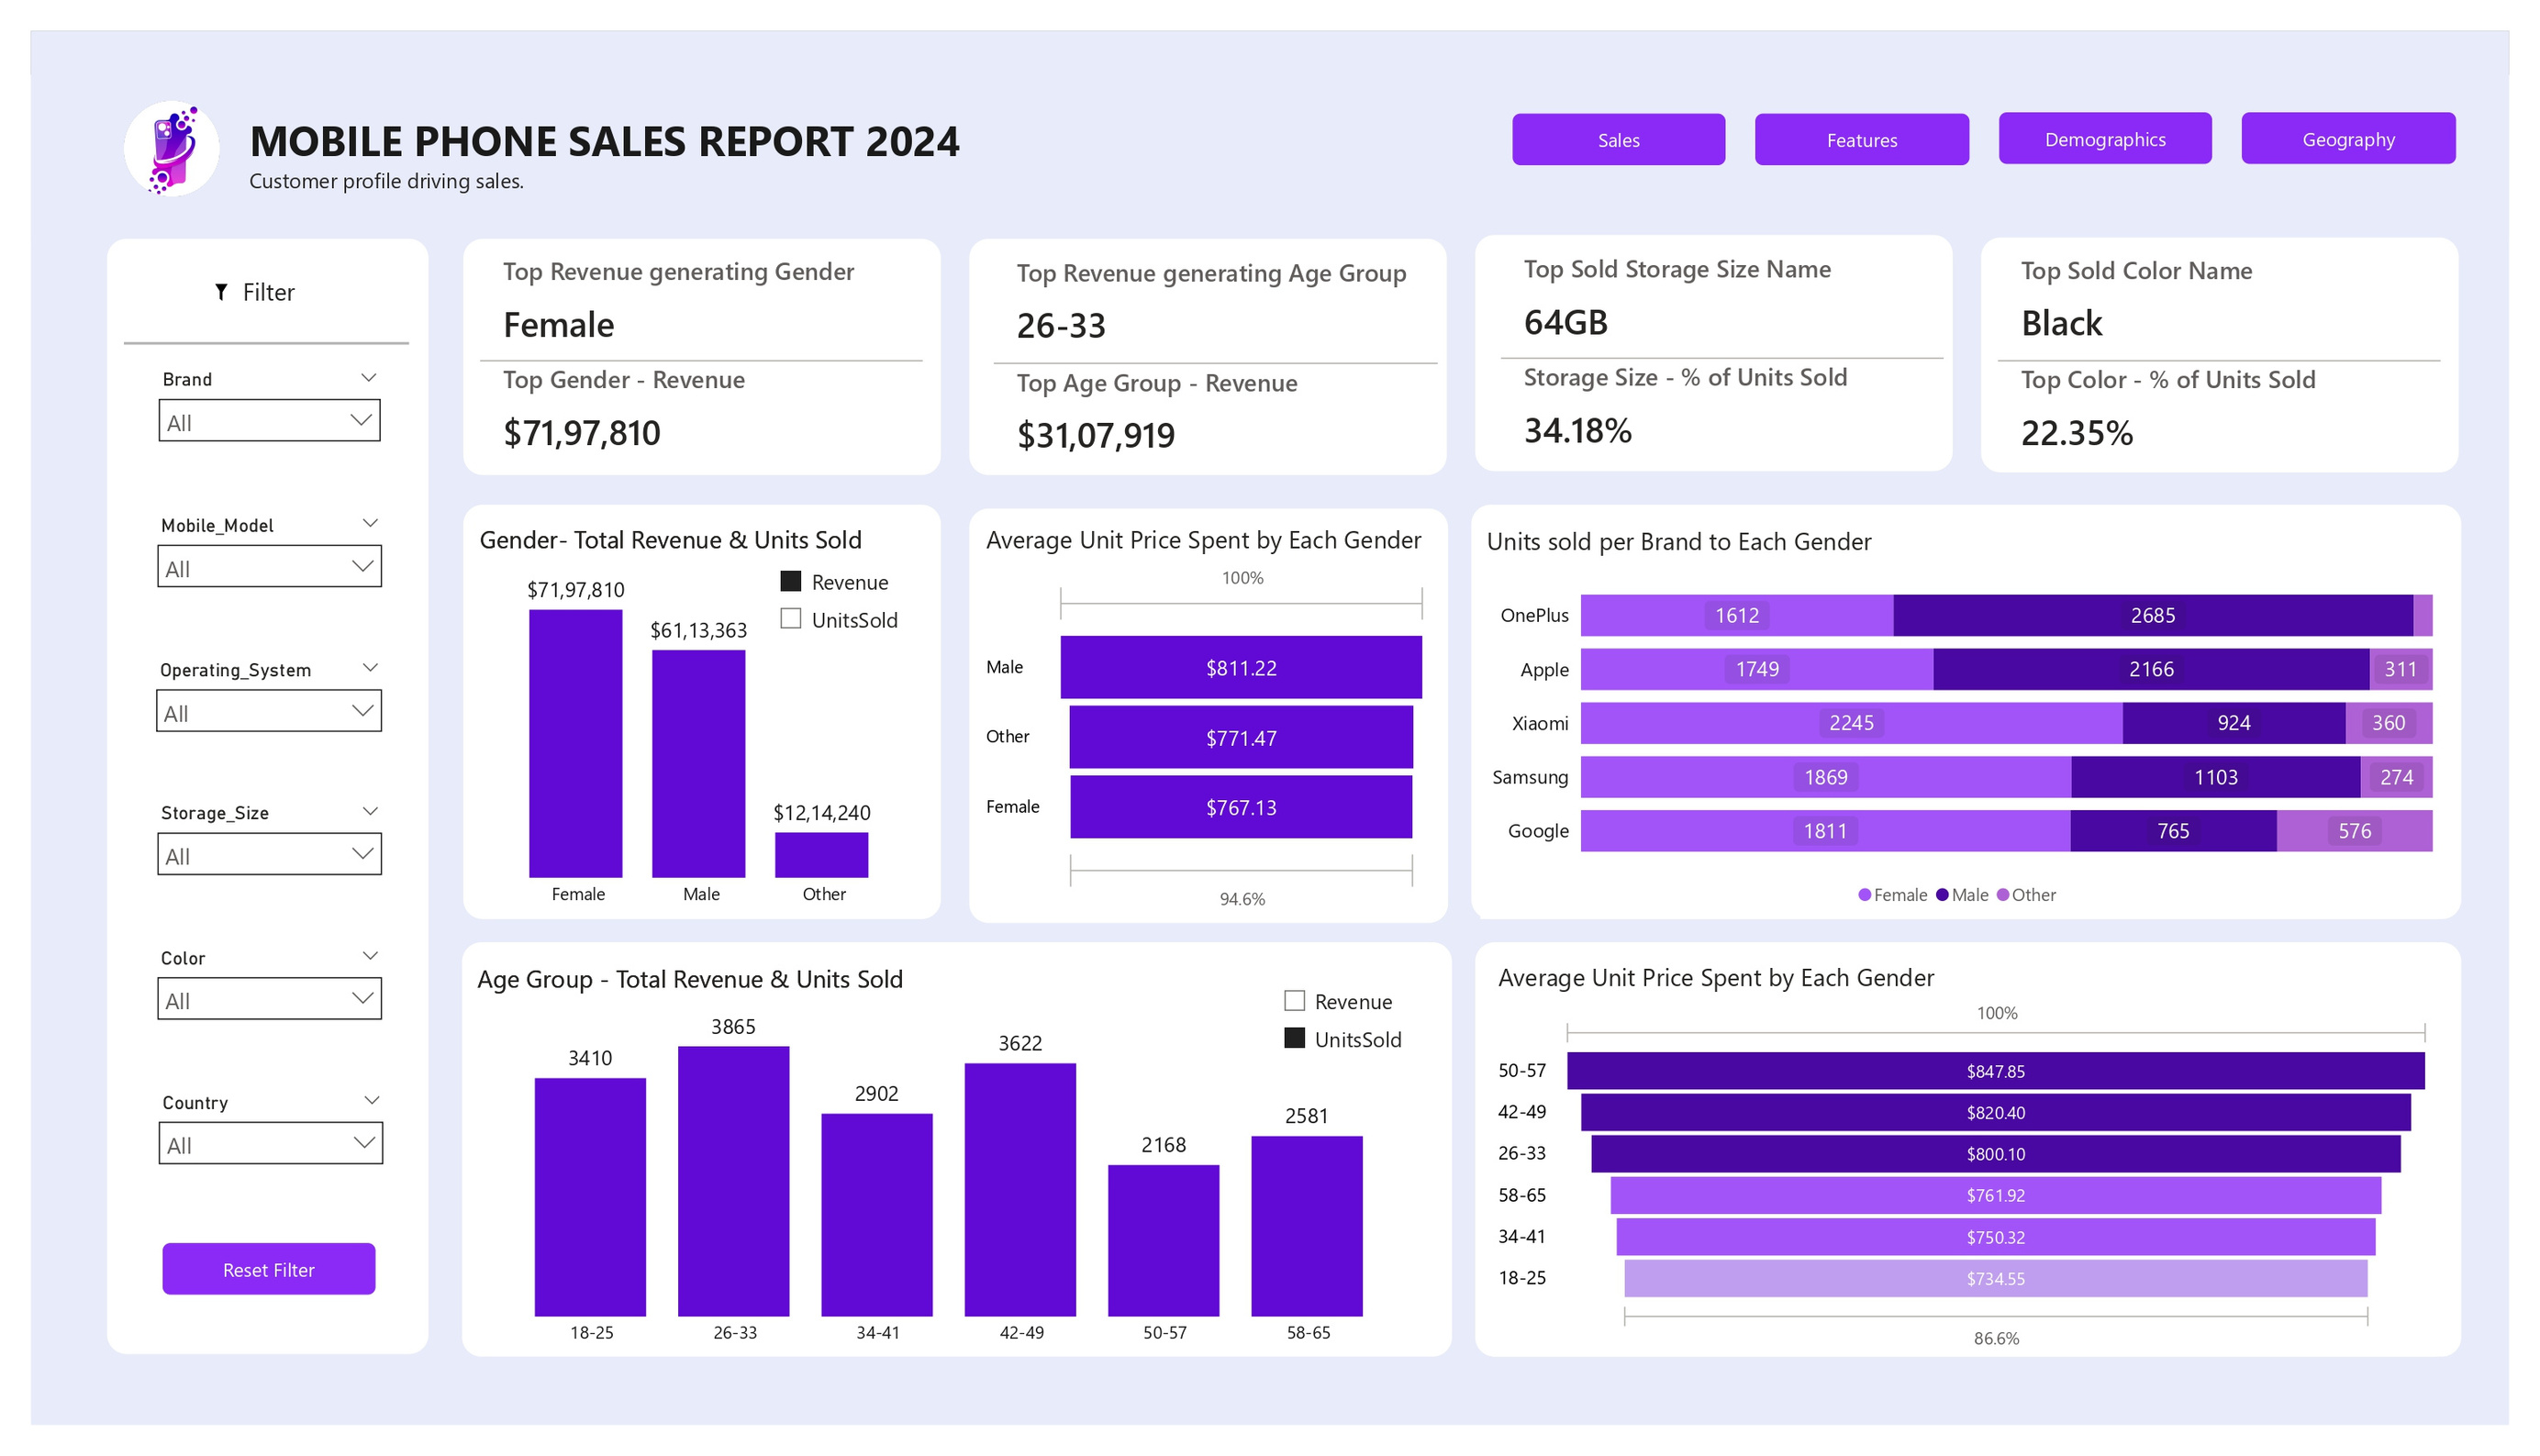 MOBILE PHONE SALES REPORT 2024
Customer profile driving sales.
Sales
Features
Demographics
Geography
Filter
Brand
All
Mobile_Model
All
Operating_System
All
Storage_Size
All
Color
All
Country
All
Reset Filter
Top Revenue generating Gender
Female
Top Gender - Revenue
$71,97,810
Top Revenue generating Age Group
26-33
Top Age Group - Revenue
$31,07,919
Top Sold Storage Size Name
64GB
Storage Size - % of Units Sold
34.18%
Top Sold Color Name
Black
Top Color - % of Units Sold
22.35%
Gender- Total Revenue & Units Sold
Revenue
UnitsSold
$71,97,810
$61,13,363
$12,14,240
Female
Male
Other
Average Unit Price Spent by Each Gender
100%
Male $811.22
Other $771.47
Female $767.13
94.6%
Units sold per Brand to Each Gender
OnePlus 1612 2685
Apple 1749 2166 311
Xiaomi 2245 924 360
Samsung 1869 1103 274
Google 1811 765 576
Female Male Other
Age Group - Total Revenue & Units Sold
Revenue
UnitsSold
3410
3865
2902
3622
2168
2581
18-25
26-33
34-41
42-49
50-57
58-65
Average Unit Price Spent by Each Gender
100%
50-57 $847.85
42-49 $820.40
26-33 $800.10
58-65 $761.92
34-41 $750.32
18-25 $734.55
86.6%